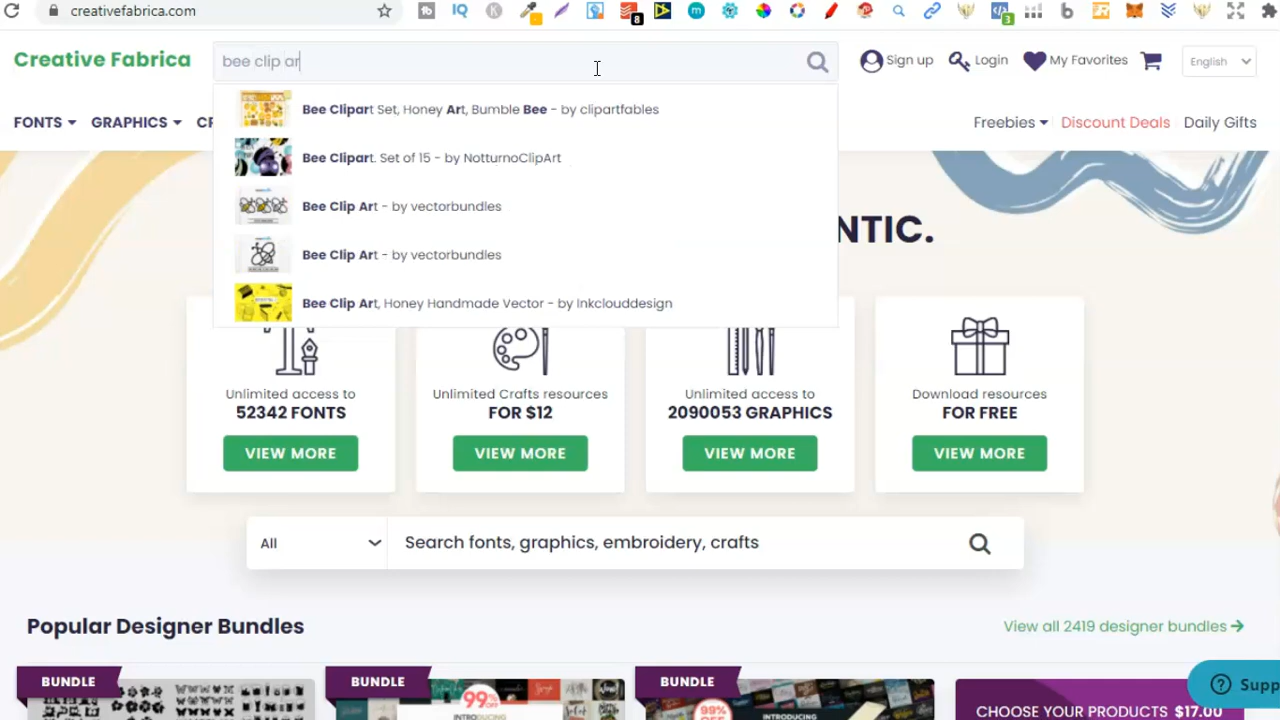 creativefabrica.com
8
3
Creative Fabrica
bee clip ar
Sign up
Login
My Favorites
English
FONTS
GRAPHICS
CR
Freebies
Discount Deals
Daily Gifts
Bee Clipart Set, Honey Art, Bumble Bee - by clipartfables
Bee Clipart. Set of 15 - by NotturnoClipArt
Bee Clip Art - by vectorbundles
Bee Clip Art - by vectorbundles
Bee Clip Art, Honey Handmade Vector - by Inkclouddesign
NTIC.
Unlimited access to
52342 FONTS
VIEW MORE
Unlimited Crafts resources
FOR $12
VIEW MORE
Unlimited access to
2090053 GRAPHICS
VIEW MORE
Download resources
FOR FREE
VIEW MORE
All
Search fonts, graphics, embroidery, crafts
Popular Designer Bundles
View all 2419 designer bundles
BUNDLE
BUNDLE
99%
INTRODUCING
BUNDLE
99%
OFF
INTRODUCING
CHOOSE YOUR PRODUCTS $17.00
Supp